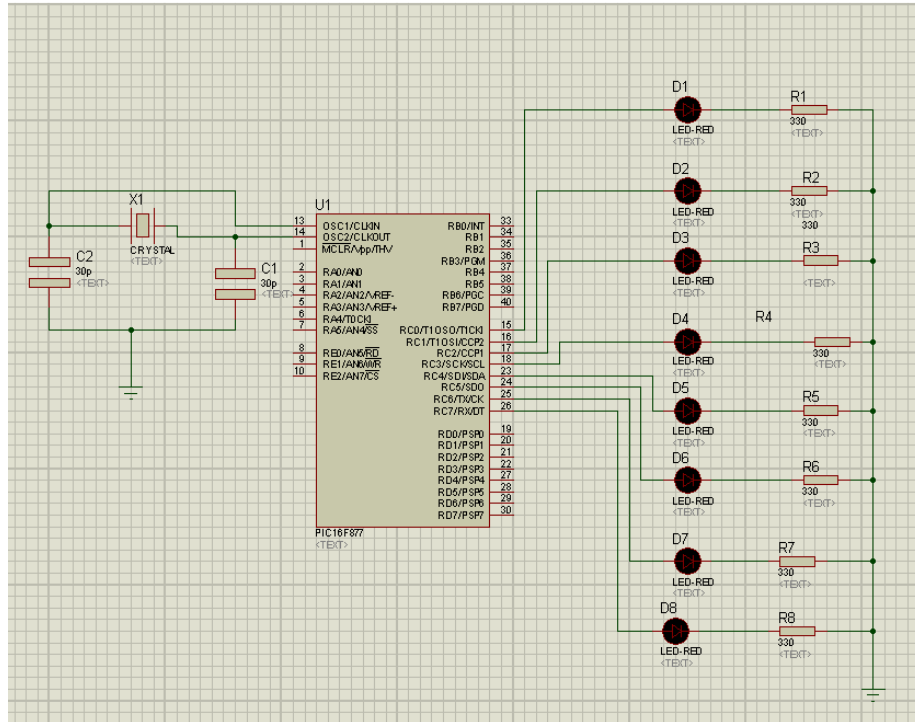 D1
R1
LED-RED
330
<TEXT>
<TEXT>
D2
R2
LED-RED
330
<TEXT>
330
D3
R3
LED-RED
<TEXT>
<TEXT>
D4
R4
LED-RED
330
<TEXT>
<TEXT>
D5
R5
LED-RED
330
<TEXT>
<TEXT>
D6
R6
LED-RED
330
<TEXT>
<TEXT>
D7
R7
LED-RED
330
<TEXT>
<TEXT>
D8
R8
LED-RED
330
<TEXT>
<TEXT>
X1
CRYSTAL
<TEXT>
C2
30p
<TEXT>
C1
30p
<TEXT>
U1
13 OSC1/CLKIN RB0/INT 33
14 OSC2/CLKOUT RB1 34
1 MCLR/Vpp/THV RB2 35
RB3/PGM 36
2 RA0/AN0 RB4 37
3 RA1/AN1 RB5 38
4 RA2/AN2/VREF- RB6/PGC 39
5 RA3/AN3/VREF+ RB7/PGD 40
6 RA4/T0CKI
7 RA5/AN4/SS RC0/T1OSO/T1CKI 15
RC1/T1OSI/CCP2 16
8 RE0/AN5/RD RC2/CCP1 17
9 RE1/AN6/WR RC3/SCK/SCL 18
10 RE2/AN7/CS RC4/SDI/SDA 23
RC5/SDO 24
RC6/TX/CK 25
RC7/RX/DT 26
RD0/PSP0 19
RD1/PSP1 20
RD2/PSP2 21
RD3/PSP3 22
RD4/PSP4 27
RD5/PSP5 28
RD6/PSP6 29
RD7/PSP7 30
PIC16F877
<TEXT>